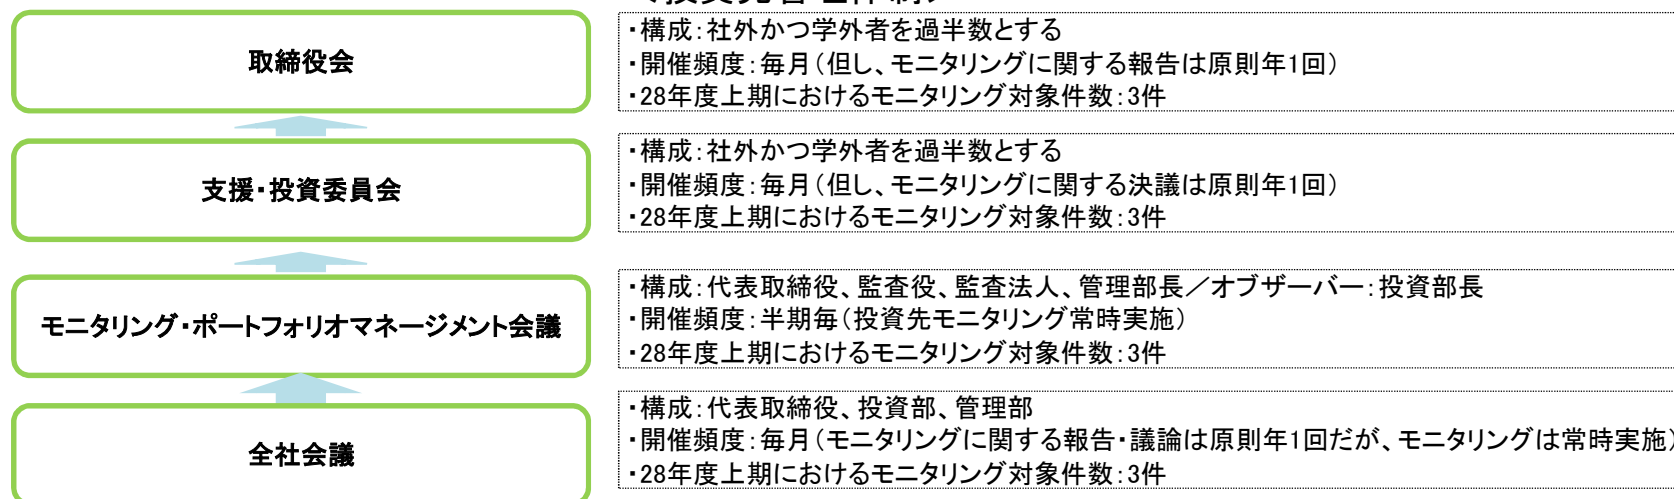 取締役会
・構成：社外かつ学外者を過半数とする
・開催頻度：毎月（但し、モニタリングに関する報告は原則年1回）
・28年度上期におけるモニタリング対象件数：3件
支援・投資委員会
・構成：社外かつ学外者を過半数とする
・開催頻度：毎月（但し、モニタリングに関する決議は原則年1回）
・28年度上期におけるモニタリング対象件数：3件
モニタリング・ポートフォリオマネージメント会議
・構成：代表取締役、監査役、監査法人、管理部長／オブザーバー：投資部長
・開催頻度：半期毎（投資先モニタリング常時実施）
・28年度上期におけるモニタリング対象件数：3件
全社会議
・構成：代表取締役、投資部、管理部
・開催頻度：毎月（モニタリングに関する報告・議論は原則年1回だが、モニタリングは常時実施）
・28年度上期におけるモニタリング対象件数：3件